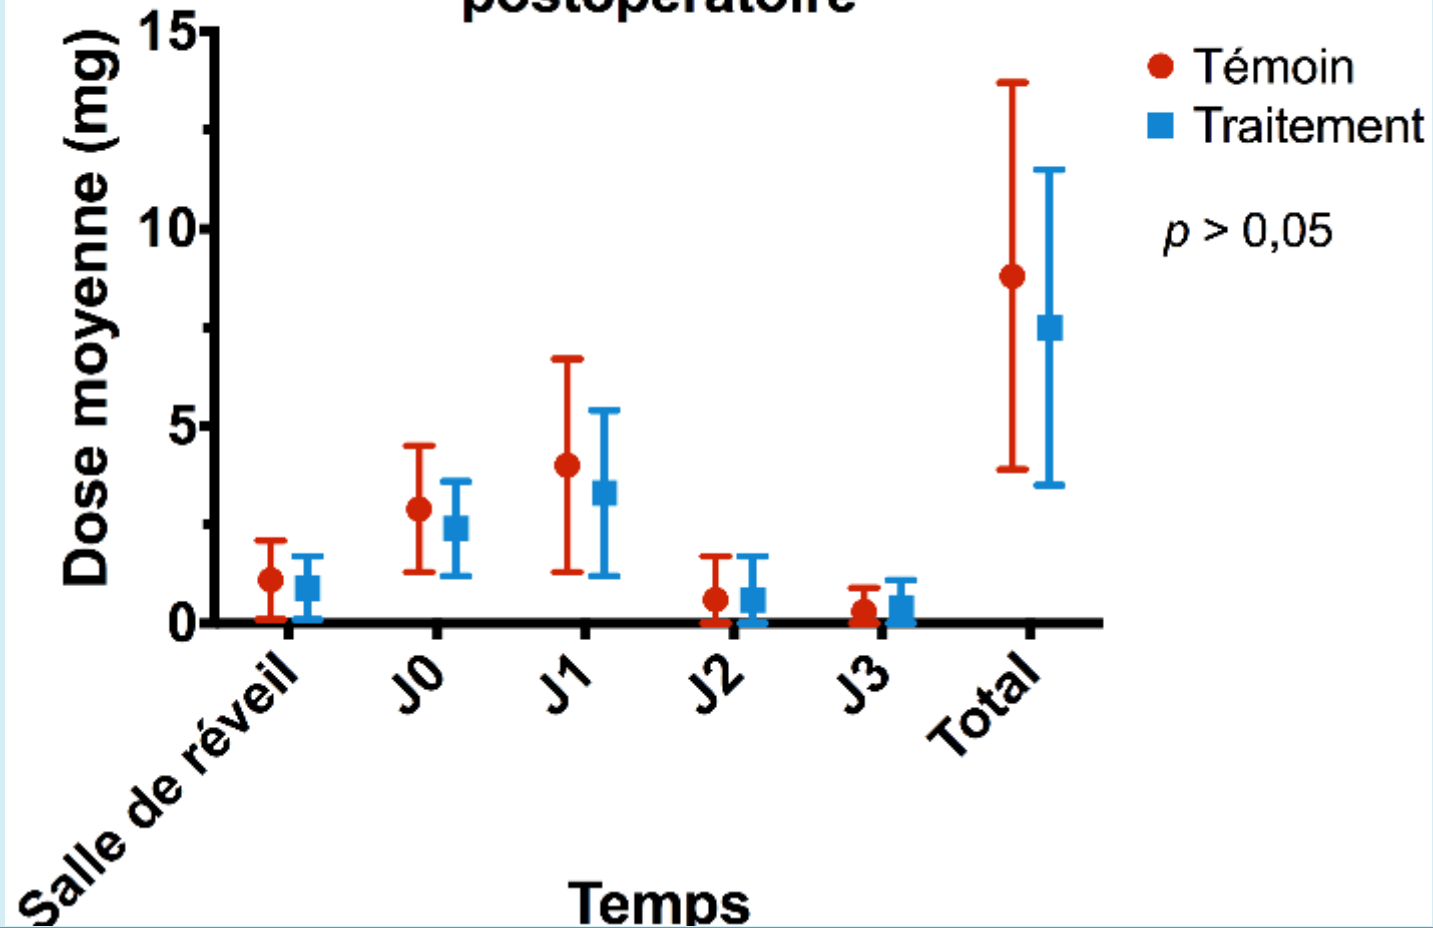 postopératoire
Dose moyenne (mg)
15
10
5
0
Témoin
Traitement
p > 0,05
Salle de réveil
J0
J1
J2
J3
Total
Temps